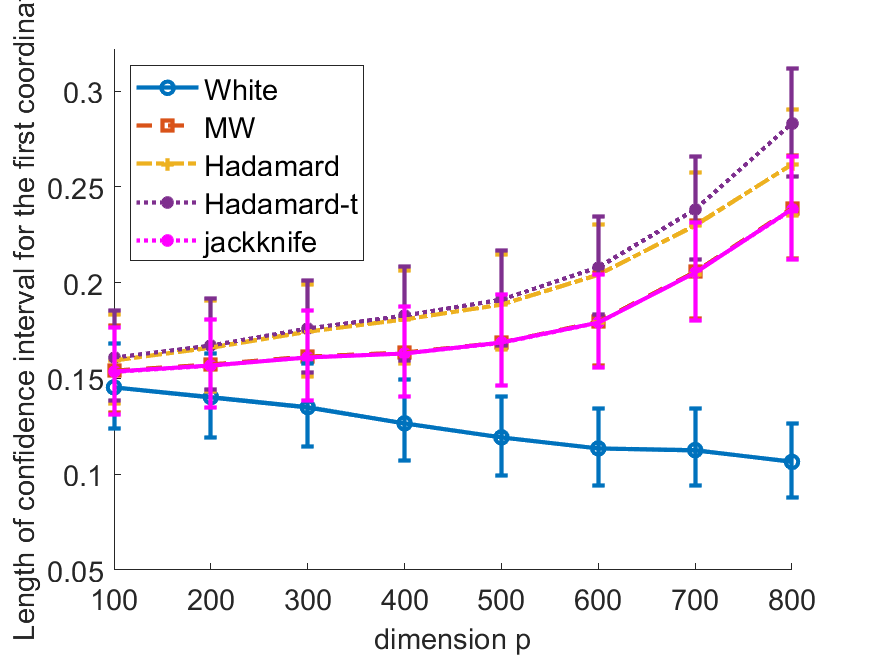 Length of confidence interval for the first
0.3
0.25
0.2
0.15
0.1
0.05
100 200 300 400 500 600 700 800
dimension p
White
MW
Hadamard
Hadamard-t
jackknife